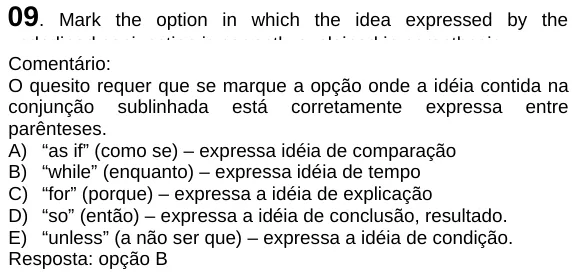 09. Mark the option in which the idea expressed by the
Comentário:
O quesito requer que se marque a opção onde a idéia contida na
conjunção sublinhada está corretamente expressa entre
parênteses.
A) “as if” (como se) – expressa idéia de comparação
B) “while” (enquanto) – expressa idéia de tempo
C) “for” (porque) – expressa a idéia de explicação
D) “so” (então) – expressa a idéia de conclusão, resultado.
E) “unless” (a não ser que) – expressa a idéia de condição.
Resposta: opção B